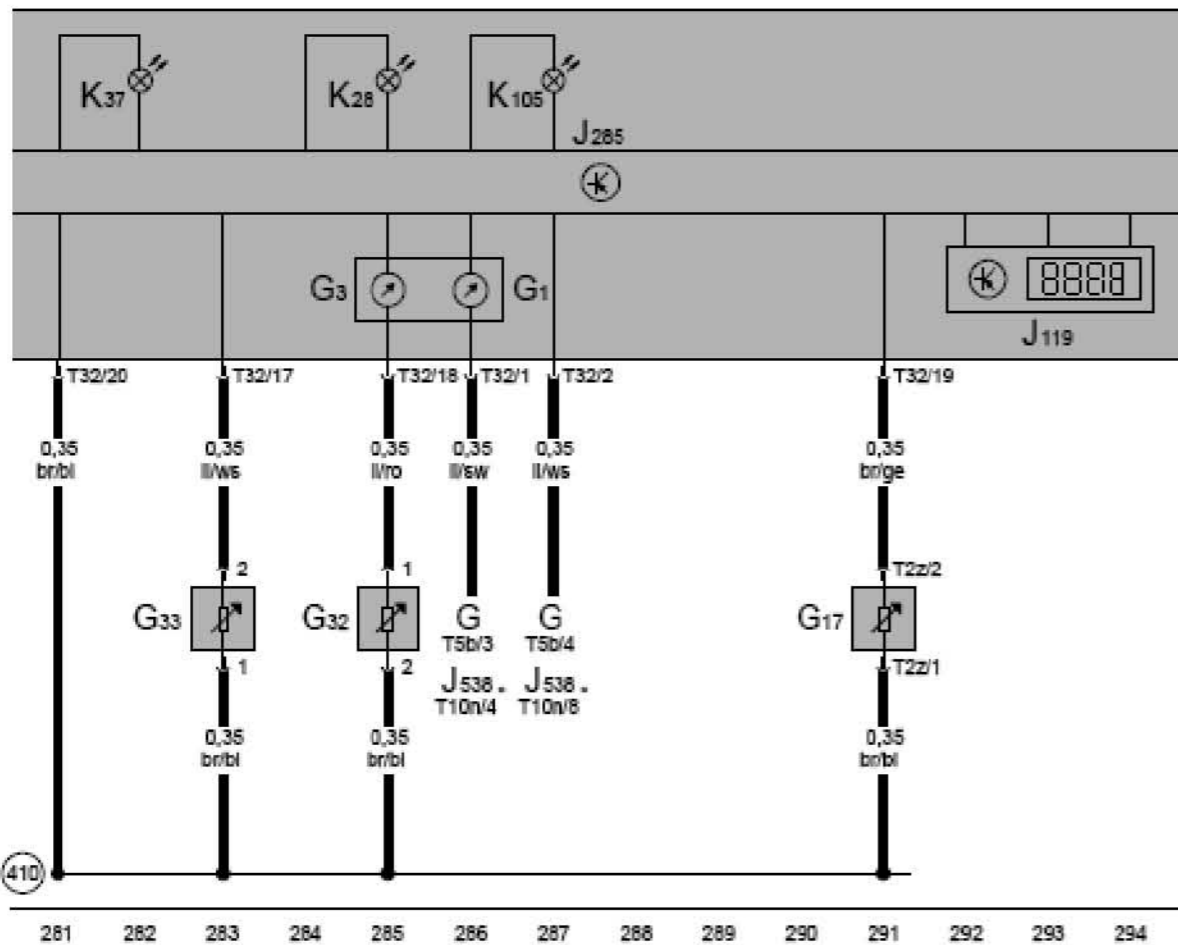 K37 K28 K105
J285
G3 G1
8888
J119
T32/20 T32/17 T32/18 T32/1 T32/2 T32/19
0,35 0,35 0,35 0,35 0,35 0,35
br/bl li/ws li/ro li/sw li/ws br/ge
2 1 T2z/2
G33 G32 G G G17
T5b/3 T5b/4
1 2 T2z/1
J538. J538.
T10n/4 T10n/8
0,35 0,35 0,35
br/bl br/bl br/bl
410
281 282 283 284 285 286 287 288 289 290 291 292 293 294